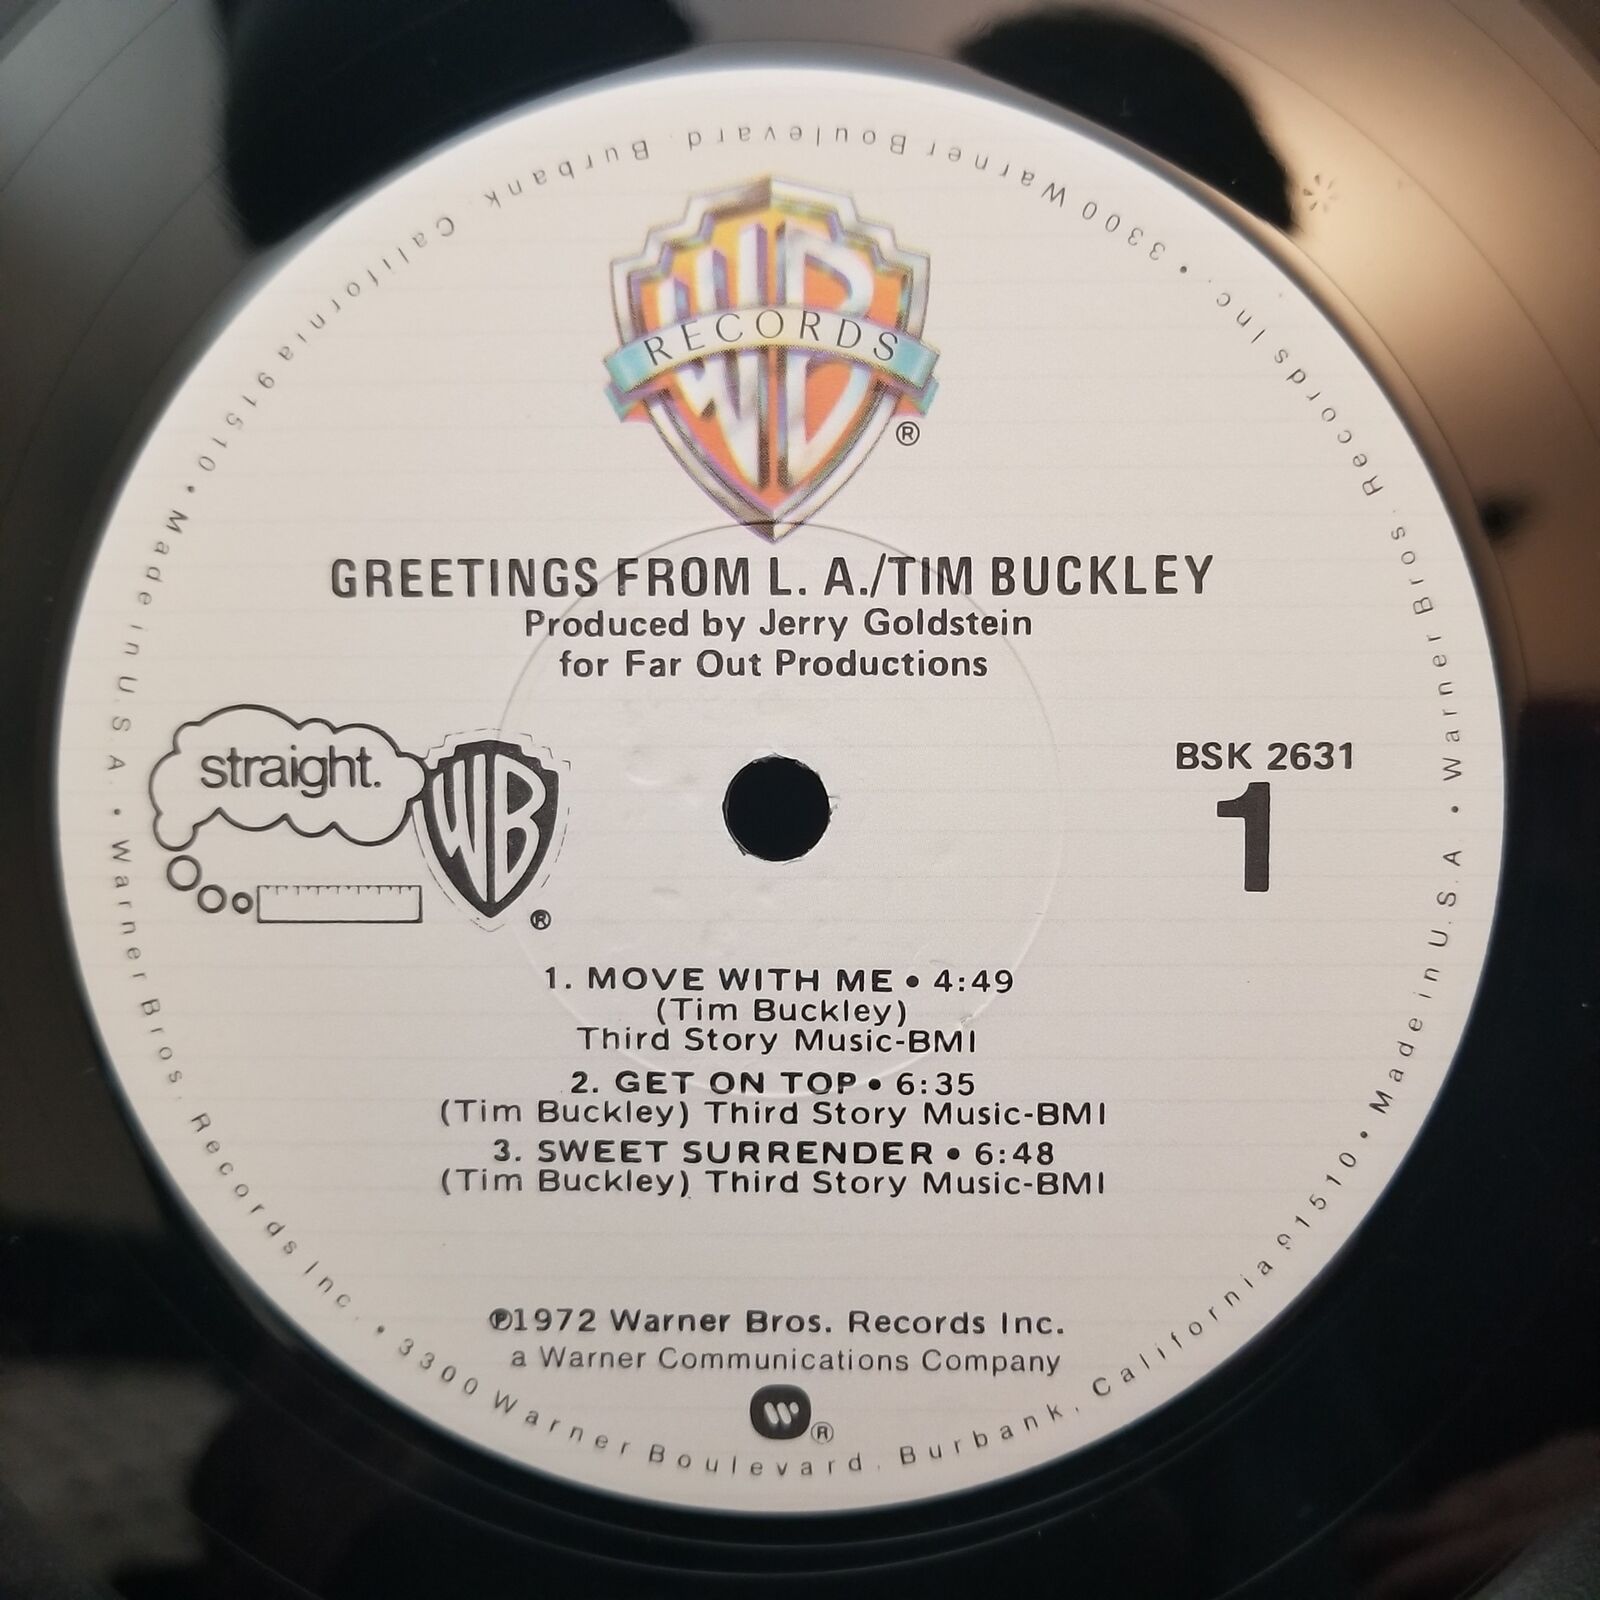 3300 Warner Boulevard, Burbank, California 91510 • Made in U.S.A. • Warner Bros. Records Inc. • 3300 Warner Boulevard, Burbank, California 91510 • Made in U.S.A. • Warner Bros. Records Inc. •
WB
RECORDS
®
GREETINGS FROM L. A./TIM BUCKLEY
Produced by Jerry Goldstein
for Far Out Productions
straight.
WB
®
BSK 2631
1
1. MOVE WITH ME • 4:49
(Tim Buckley)
Third Story Music-BMI
2. GET ON TOP • 6:35
(Tim Buckley) Third Story Music-BMI
3. SWEET SURRENDER • 6:48
(Tim Buckley) Third Story Music-BMI
℗1972 Warner Bros. Records Inc.
a Warner Communications Company
W ®